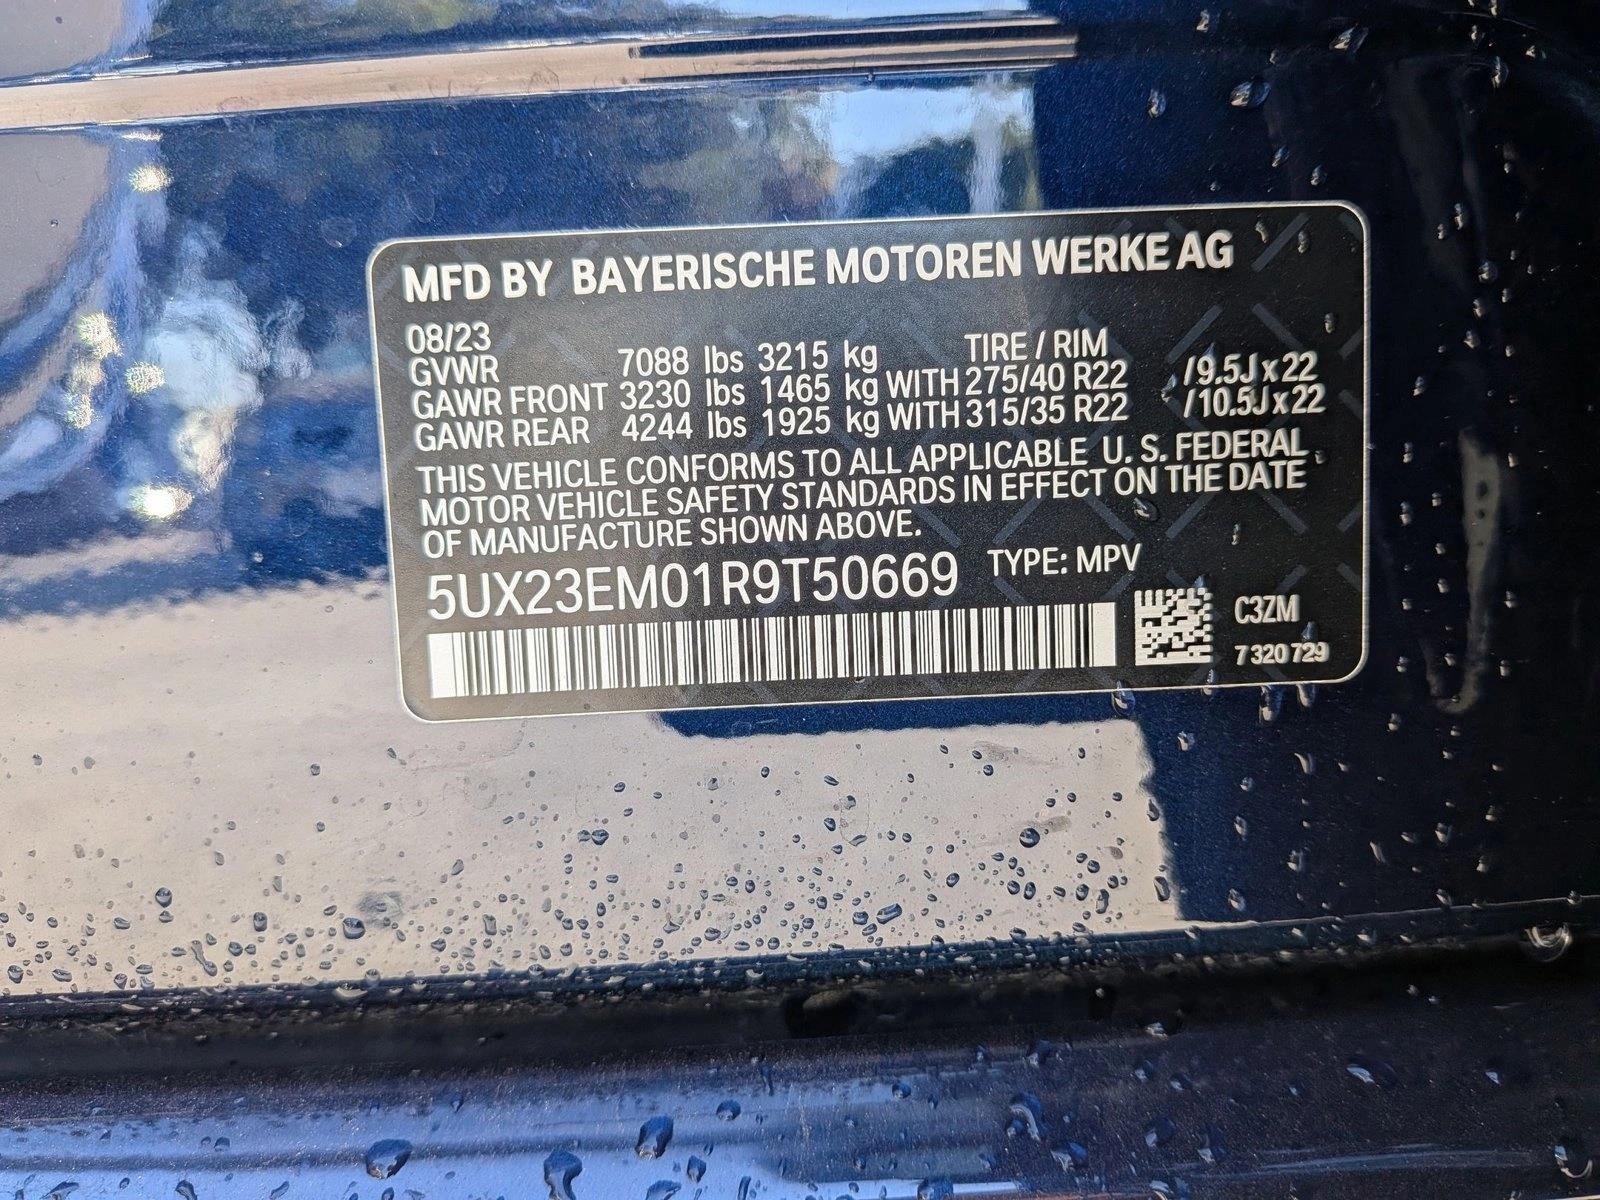 MFD BY BAYERISCHE MOTOREN WERKE AG
08/23 TIRE / RIM
GVWR 7088 lbs 3215 kg
GAWR FRONT 3230 lbs 1465 kg WITH 275/40 R22 /9.5J x 22
GAWR REAR 4244 lbs 1925 kg WITH 315/35 R22 /10.5J x 22
THIS VEHICLE CONFORMS TO ALL APPLICABLE U. S. FEDERAL
MOTOR VEHICLE SAFETY STANDARDS IN EFFECT ON THE DATE
OF MANUFACTURE SHOWN ABOVE.
5UX23EM01R9T50669 TYPE: MPV
C3ZM
7 320 729